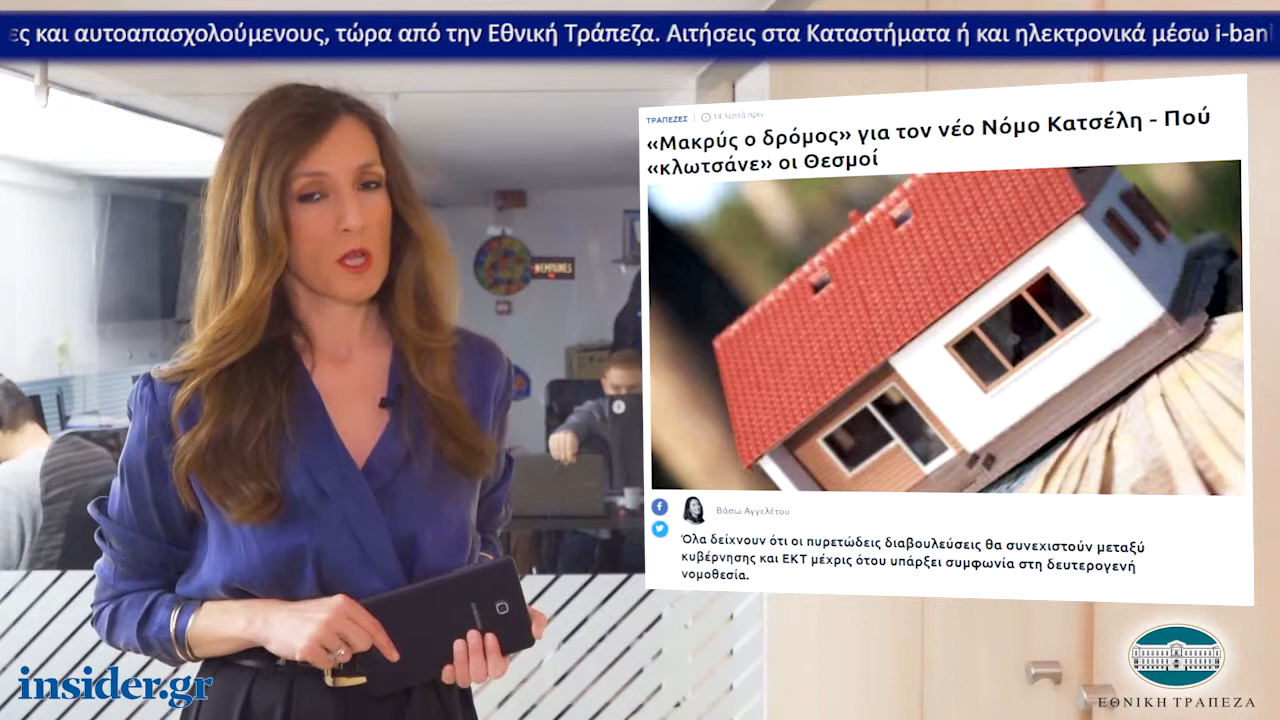 ες και αυτοαπασχολούμενους, τώρα από την Εθνική Τράπεζα. Αιτήσεις στα Καταστήματα ή και ηλεκτρονικά μέσω i-ban
ΤΡΑΠΕΖΕΣ | 14 λεπτά πριν
«Μακρύς ο δρόμος» για τον νέο Νόμο Κατσέλη - Πού
«κλωτσάνε» οι Θεσμοί
Βάσω Αγγελέτου
Όλα δείχνουν ότι οι πυρετώδεις διαβουλεύσεις θα συνεχιστούν μεταξύ
κυβέρνησης και ΕΚΤ μέχρις ότου υπάρξει συμφωνία στη δευτερογενή
νομοθεσία.
SAMSUNG
insider.gr
ΕΘΝΙΚΗ ΤΡΑΠΕΖΑ